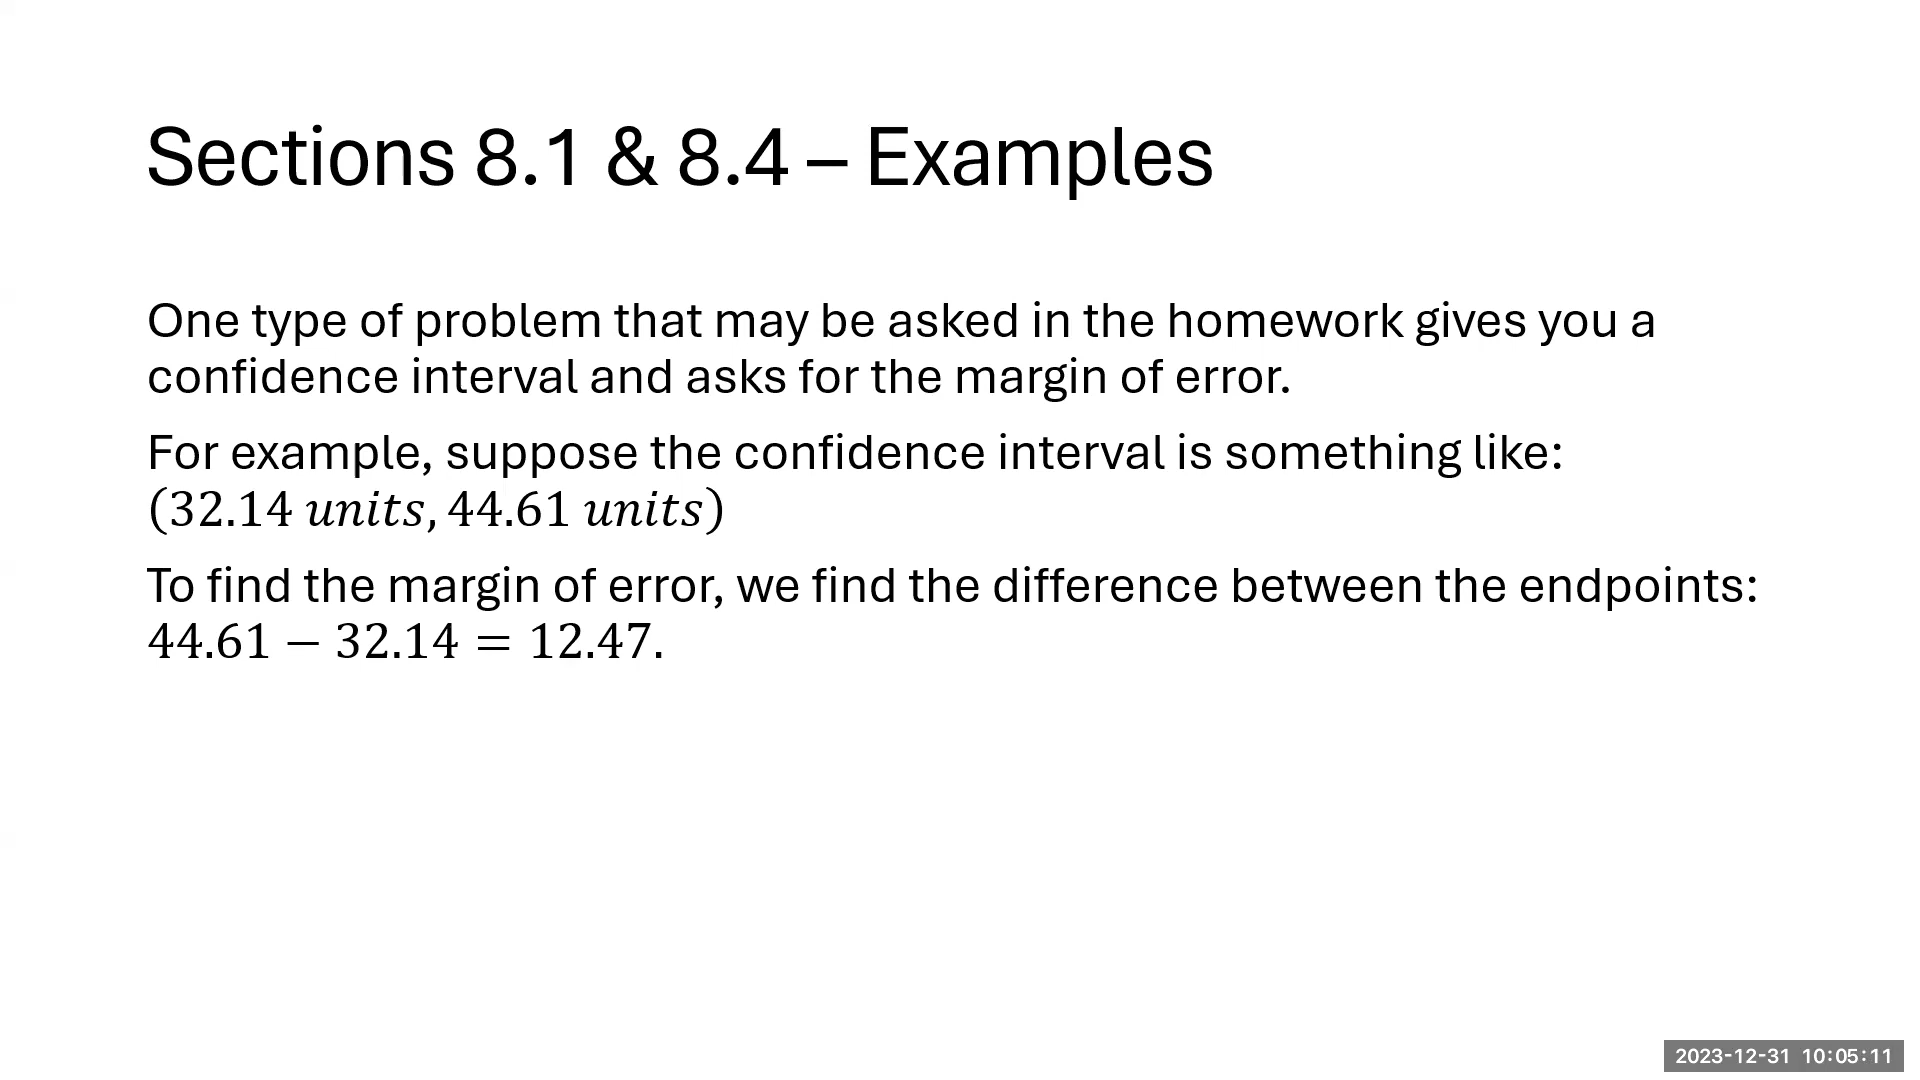 Sections 8.1 & 8.4 – Examples
One type of problem that may be asked in the homework gives you a
confidence interval and asks for the margin of error.
For example, suppose the confidence interval is something like:
(32.14 units, 44.61 units)
To find the margin of error, we find the difference between the endpoints:
44.61 − 32.14 = 12.47.
2023-12-31 10:05:11